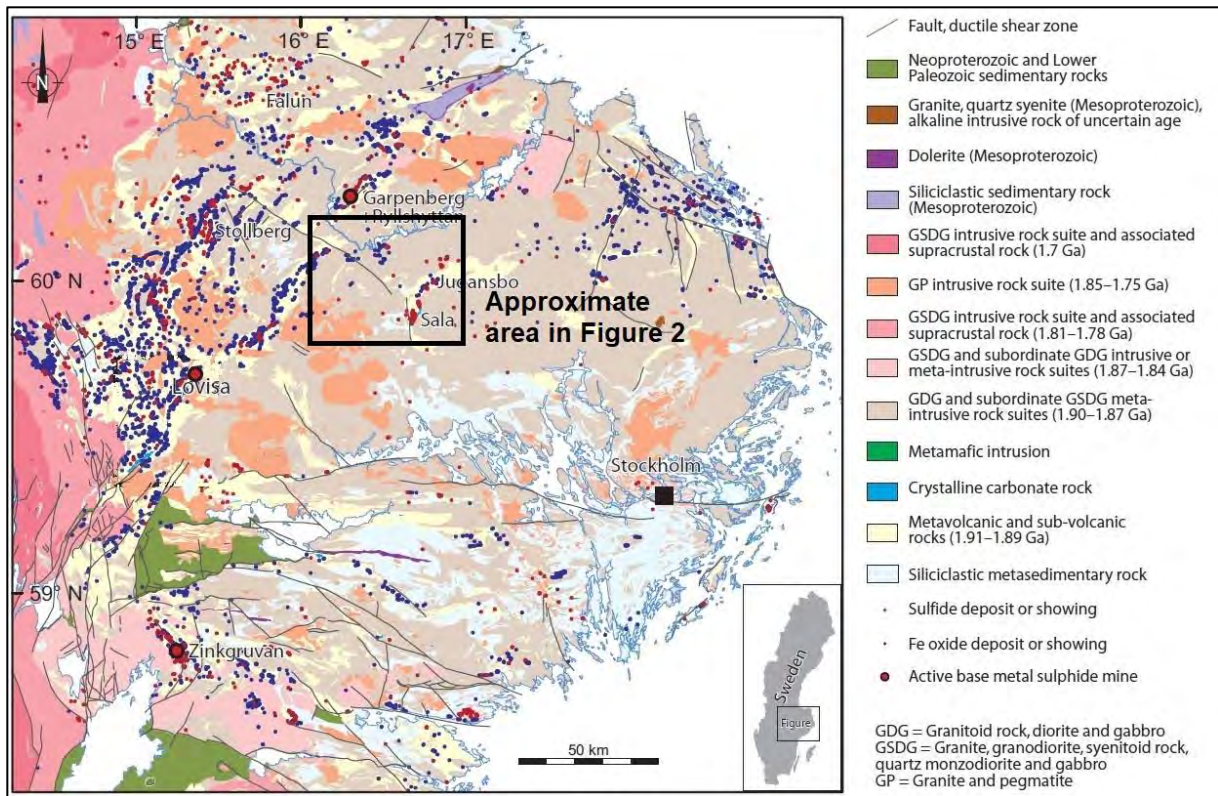 15° E
16° E
17° E
N
Falun
Garpenberg
+Ryllshyttan
Stollberg
60° N
Jugansbo
Sala
Approximate
area in Figure 2
Lovisa
Stockholm
59° N
Zinkgruvan
50 km
Sweden
Figure
Fault, ductile shear zone
Neoproterozoic and Lower
Paleozoic sedimentary rocks
Granite, quartz syenite (Mesoproterozoic),
alkaline intrusive rock of uncertain age
Dolerite (Mesoproterozoic)
Siliciclastic sedimentary rock
(Mesoproterozoic)
GSDG intrusive rock suite and associated
supracrustal rock (1.7 Ga)
GP intrusive rock suite (1.85–1.75 Ga)
GSDG intrusive rock suite and associated
supracrustal rock (1.81–1.78 Ga)
GSDG and subordinate GDG intrusive or
meta-intrusive rock suites (1.87–1.84 Ga)
GDG and subordinate GSDG meta-
intrusive rock suites (1.90–1.87 Ga)
Metamafic intrusion
Crystalline carbonate rock
Metavolcanic and sub-volcanic
rocks (1.91–1.89 Ga)
Siliciclastic metasedimentary rock
Sulfide deposit or showing
Fe oxide deposit or showing
Active base metal sulphide mine
GDG = Granitoid rock, diorite and gabbro
GSDG = Granite, granodiorite, syenitoid rock,
quartz monzodiorite and gabbro
GP = Granite and pegmatite